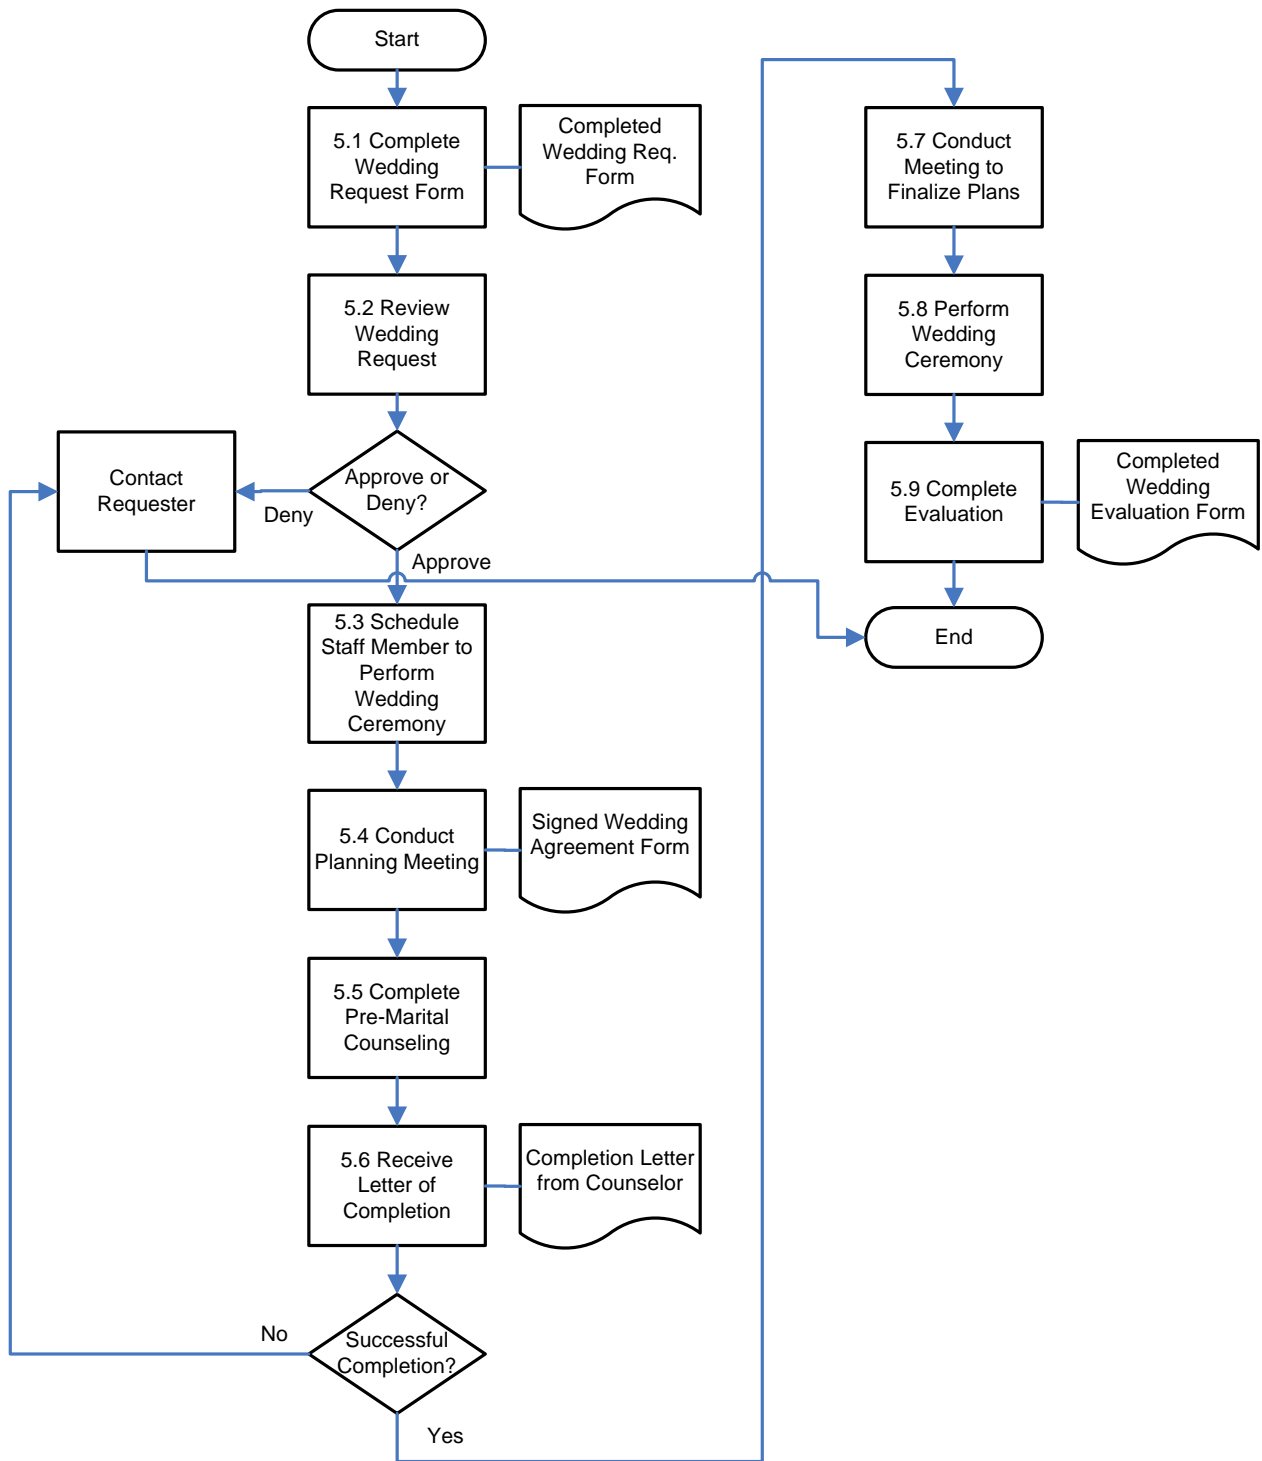 Start
5.1 Complete
Wedding
Request Form
Completed
Wedding Req.
Form
5.2 Review
Wedding
Request
Approve or
Deny?
Deny
Contact
Requester
Approve
5.3 Schedule
Staff Member to
Perform
Wedding
Ceremony
5.4 Conduct
Planning Meeting
Signed Wedding
Agreement Form
5.5 Complete
Pre-Marital
Counseling
5.6 Receive
Letter of
Completion
Completion Letter
from Counselor
Successful
Completion?
No
Yes
5.7 Conduct
Meeting to
Finalize Plans
5.8 Perform
Wedding
Ceremony
5.9 Complete
Evaluation
Completed
Wedding
Evaluation Form
End